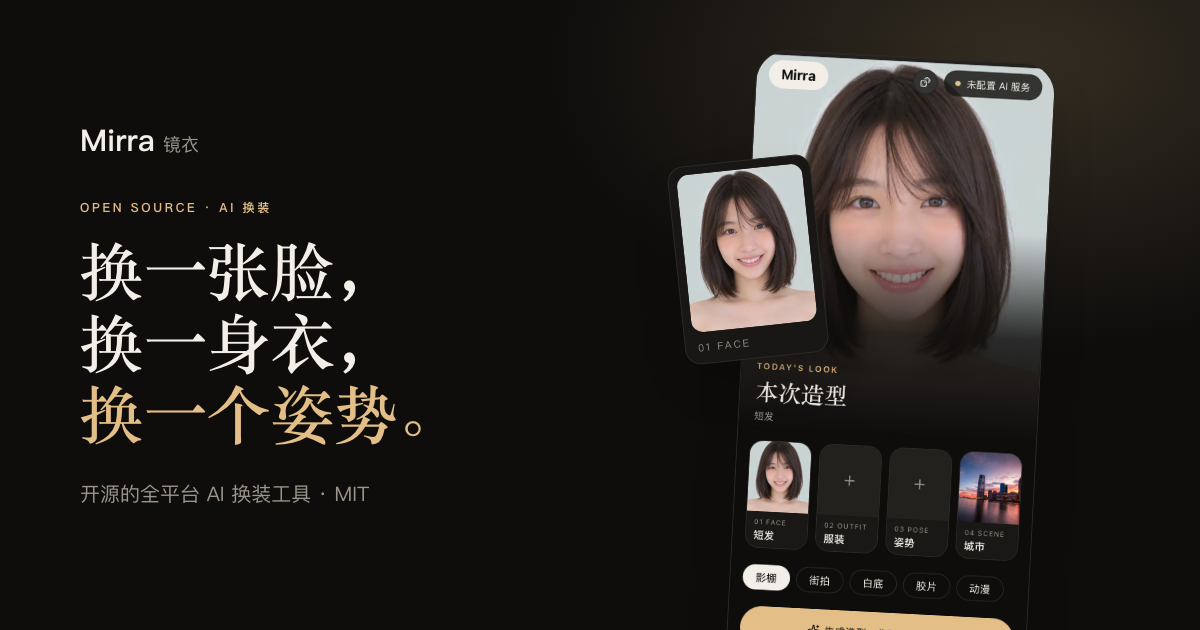 Mirra 镜衣
OPEN SOURCE · AI 换装
换一张脸，
换一身衣，
换一个姿势。
开源的全平台 AI 换装工具 · MIT
Mirra
未配置 AI 服务
01 FACE
TODAY'S LOOK
本次造型
短发
01 FACE
短发
02 OUTFIT
服装
03 POSE
姿势
04 SCENE
城市
影棚
街拍
白底
胶片
动漫